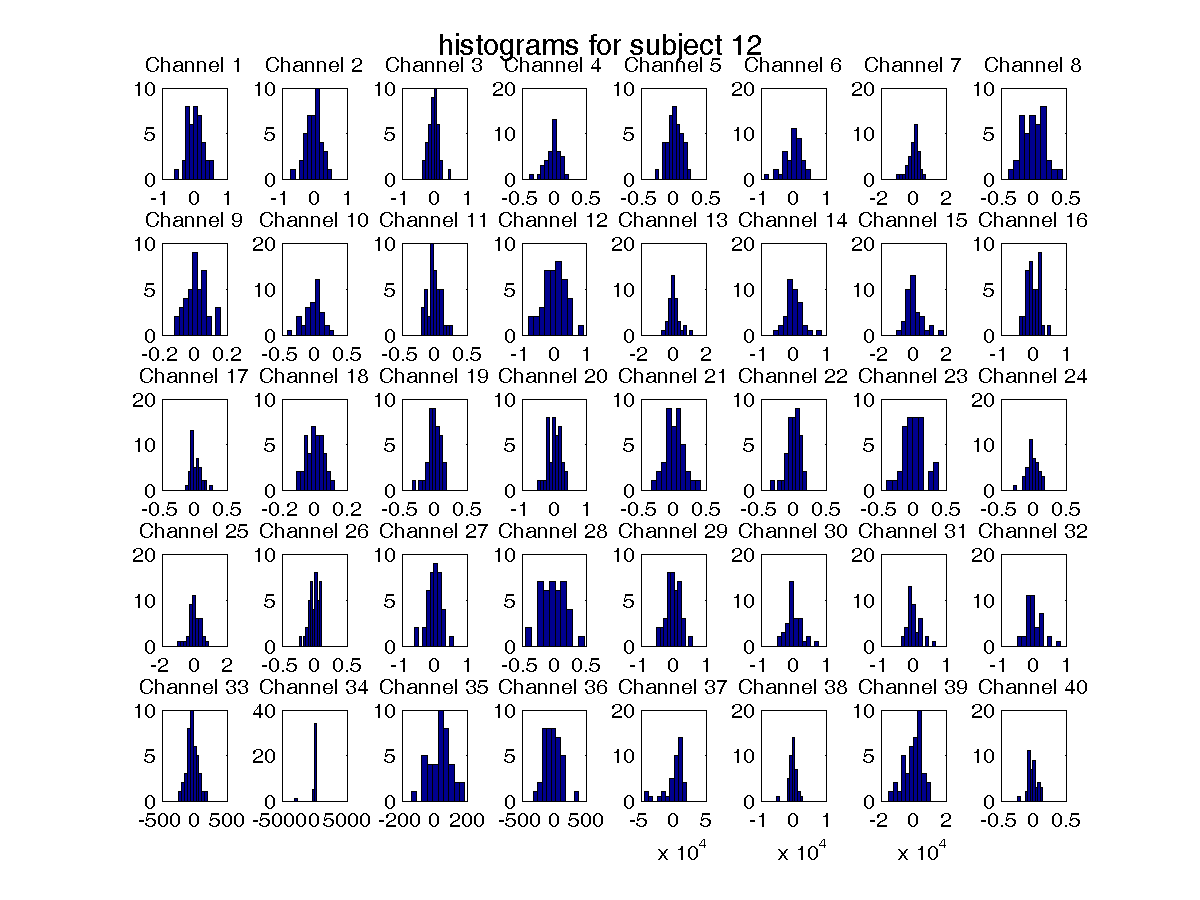 histograms for subject 12
Channel 1 Channel 2 Channel 3 Channel 4 Channel 5 Channel 6 Channel 7 Channel 8
10 10 10 20 10 20 20 10
5 5 5 10 5 10 10 5
0 0 0 0 0 0 0 0
-1 0 1 -1 0 1 -1 0 1 -0.5 0 0.5 -0.5 0 0.5 -1 0 1 -2 0 2 -0.5 0 0.5
Channel 9 Channel 10 Channel 11 Channel 12 Channel 13 Channel 14 Channel 15 Channel 16
10 20 10 10 20 20 20 10
5 10 5 5 10 10 10 5
0 0 0 0 0 0 0 0
-0.2 0 0.2 -0.5 0 0.5 -0.5 0 0.5 -1 0 1 -2 0 2 -1 0 1 -2 0 2 -1 0 1
Channel 17 Channel 18 Channel 19 Channel 20 Channel 21 Channel 22 Channel 23 Channel 24
20 10 10 10 10 10 10 20
10 5 5 5 5 5 5 10
0 0 0 0 0 0 0 0
-0.5 0 0.5 -0.2 0 0.2 -0.5 0 0.5 -1 0 1 -0.5 0 0.5 -0.5 0 0.5 -0.5 0 0.5 -0.5 0 0.5
Channel 25 Channel 26 Channel 27 Channel 28 Channel 29 Channel 30 Channel 31 Channel 32
20 10 10 10 10 20 20 20
10 5 5 5 5 10 10 10
0 0 0 0 0 0 0 0
-2 0 2 -0.5 0 0.5 -1 0 1 -0.5 0 0.5 -1 0 1 -1 0 1 -1 0 1 -1 0 1
Channel 33 Channel 34 Channel 35 Channel 36 Channel 37 Channel 38 Channel 39 Channel 40
10 40 10 10 20 20 10 20
5 20 5 5 10 10 5 10
0 0 0 0 0 0 0 0
-500 0 500 -5000 0 5000 -200 0 200 -500 0 500 -5 0 5 -1 0 1 -2 0 2 -0.5 0 0.5
x 10⁴ x 10⁴ x 10⁴